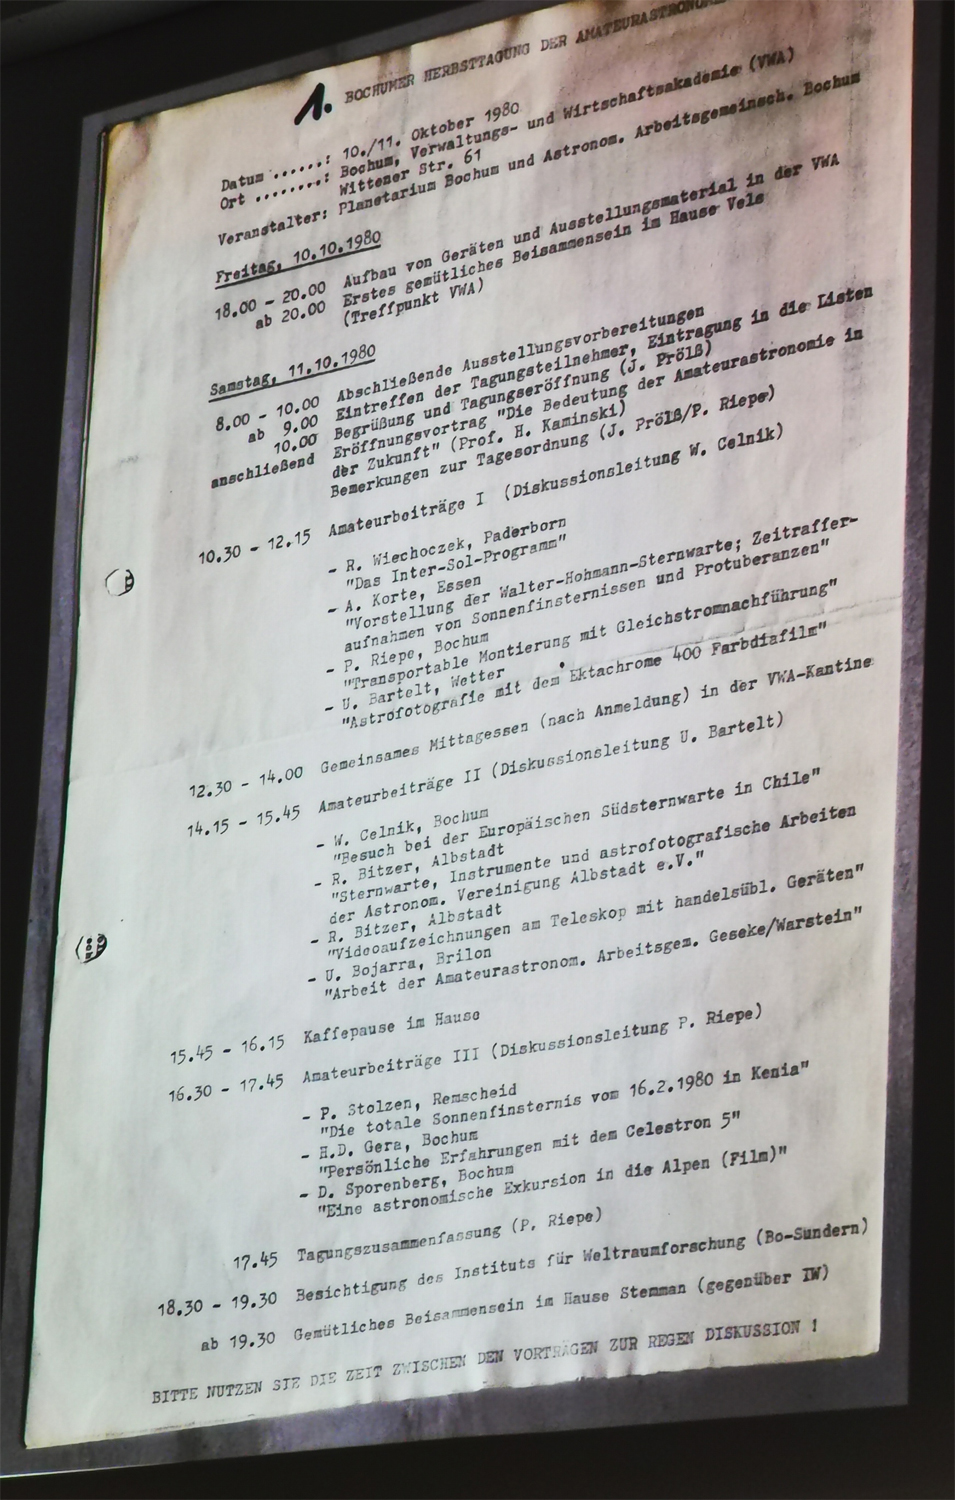 1. BOCHUMER HERBSTTAGUNG DER AMATEURASTRONOME
Datum ......: 10./11. Oktober 1980
Ort ........: Bochum, Verwaltungs- und Wirtschaftsakademie (VWA)
Wittener Str. 61
Veranstalter: Planetarium Bochum und Astronom. Arbeitsgemeinsch. Bochum
Freitag, 10.10.1980
18.00 - 20.00 Aufbau von Geräten und Ausstellungsmaterial in der VWA
ab 20.00 Erstes gemütliches Beisammensein im Hause Vels
(Treffpunkt VWA)
Samstag, 11.10.1980
8.00 - 10.00 Abschließende Ausstellungsvorbereitungen
ab 9.00 Eintreffen der Tagungsteilnehmer, Eintragung in die Listen
10.00 Begrüßung und Tagungseröffnung (J. Prölß)
anschließend Eröffnungsvortrag "Die Bedeutung der Amateurastronomie in
der Zukunft" (Prof. H. Kaminski)
Bemerkungen zur Tagesordnung (J. Prölß/P. Riepe)
10.30 - 12.15 Amateurbeiträge I (Diskussionsleitung W. Celnik)
- R. Wiechoczek, Paderborn
"Das Inter-Sol-Programm"
- A. Korte, Essen
"Vorstellung der Walter-Hohmann-Sternwarte; Zeitraffer-
aufnahmen von Sonnenfinsternissen und Protuberanzen"
- P. Riepe, Bochum
"Transportable Montierung mit Gleichstromnachführung"
- U. Bartelt, Wetter
"Astrofotografie mit dem Ektachrome 400 Farbdiafilm"
12.30 - 14.00 Gemeinsames Mittagessen (nach Anmeldung) in der VWA-Kantine
14.15 - 15.45 Amateurbeiträge II (Diskussionsleitung U. Bartelt)
- W. Celnik, Bochum
"Besuch bei der Europäischen Südsternwarte in Chile"
- R. Bitzer, Albstadt
"Sternwarte, Instrumente und astrofotografische Arbeiten
der Astronom. Vereinigung Albstadt e.V."
- R. Bitzer, Albstadt
"Videoaufzeichnungen am Teleskop mit handelsübl. Geräten"
- U. Bojarra, Brilon
"Arbeit der Amateurastronom. Arbeitsgem. Geseke/Warstein"
15.45 - 16.15 Kaffepause im Hause
16.30 - 17.45 Amateurbeiträge III (Diskussionsleitung P. Riepe)
- P. Stolzen, Remscheid
"Die totale Sonnenfinsternis vom 16.2.1980 in Kenia"
- H.D. Gera, Bochum
"Persönliche Erfahrungen mit dem Celestron 5"
- D. Sporenberg, Bochum
"Eine astronomische Exkursion in die Alpen (Film)"
17.45 Tagungszusammenfassung (P. Riepe)
18.30 - 19.30 Besichtigung des Instituts für Weltraumforschung (Bo-Sundern)
ab 19.30 Gemütliches Beisammensein im Hause Stemman (gegenüber IW)
BITTE NUTZEN SIE DIE ZEIT ZWISCHEN DEN VORTRÄGEN ZUR REGEN DISKUSSION !